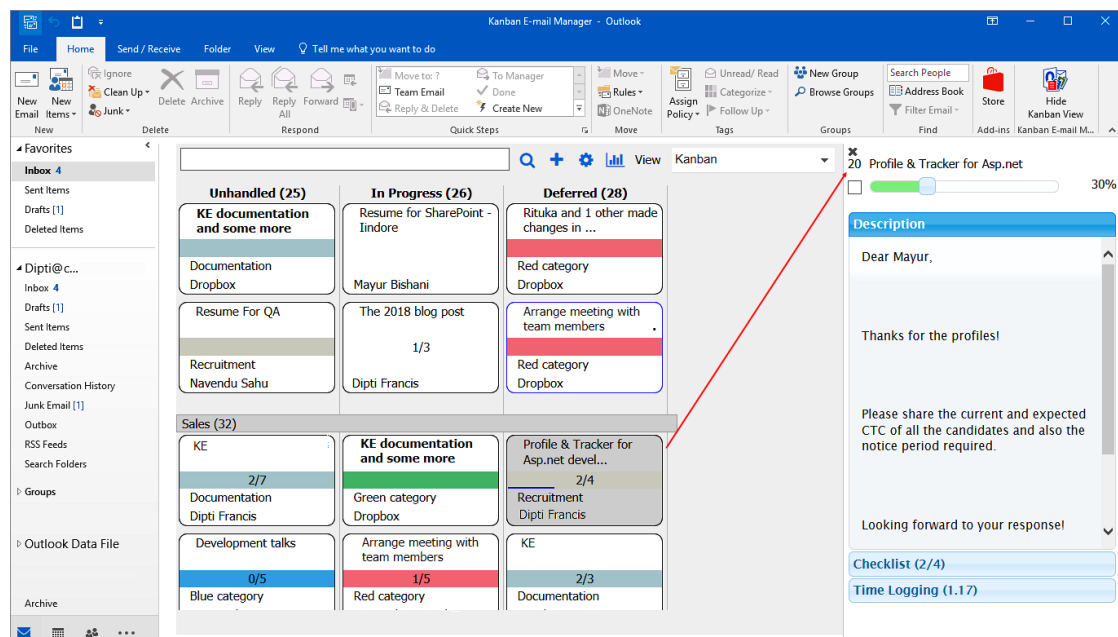 Kanban E-mail Manager - Outlook
File Home Send / Receive Folder View Tell me what you want to do
New Email
New Items
Ignore
Clean Up
Junk
Delete Archive
Reply
Reply All
Forward
Move to: ?
Team Email
Reply & Delete
To Manager
Done
Create New
Move
Rules
OneNote
Assign Policy
Unread/ Read
Categorize
Follow Up
New Group
Browse Groups
Search People
Address Book
Filter Email
Store
Hide Kanban View
New Delete Respond Quick Steps Move Tags Groups Find Add-ins Kanban E-mail M...
Favorites
Inbox 4
Sent Items
Drafts [1]
Deleted Items
Dipti@c...
Inbox 4
Drafts [1]
Sent Items
Deleted Items
Archive
Conversation History
Junk Email [1]
Outbox
RSS Feeds
Search Folders
Groups
Outlook Data File
Archive
View Kanban
Unhandled (25) In Progress (26) Deferred (28)
KE documentation
and some more
Documentation
Dropbox
Resume for SharePoint -
Iindore
Mayur Bishani
Rituka and 1 other made
changes in ...
Red category
Dropbox
Resume For QA
Recruitment
Navendu Sahu
The 2018 blog post
1/3
Dipti Francis
Arrange meeting with
team members
Red category
Dropbox
Sales (32)
KE
2/7
Documentation
Dipti Francis
KE documentation
and some more
Green category
Dropbox
Profile & Tracker for
Asp.net devel...
2/4
Recruitment
Dipti Francis
Development talks
0/5
Blue category
Arrange meeting with
team members
1/5
Red category
KE
2/3
Documentation
20 Profile & Tracker for Asp.net
30%
Description
Dear Mayur,
Thanks for the profiles!
Please share the current and expected
CTC of all the candidates and also the
notice period required.
Looking forward to your response!
Checklist (2/4)
Time Logging (1.17)